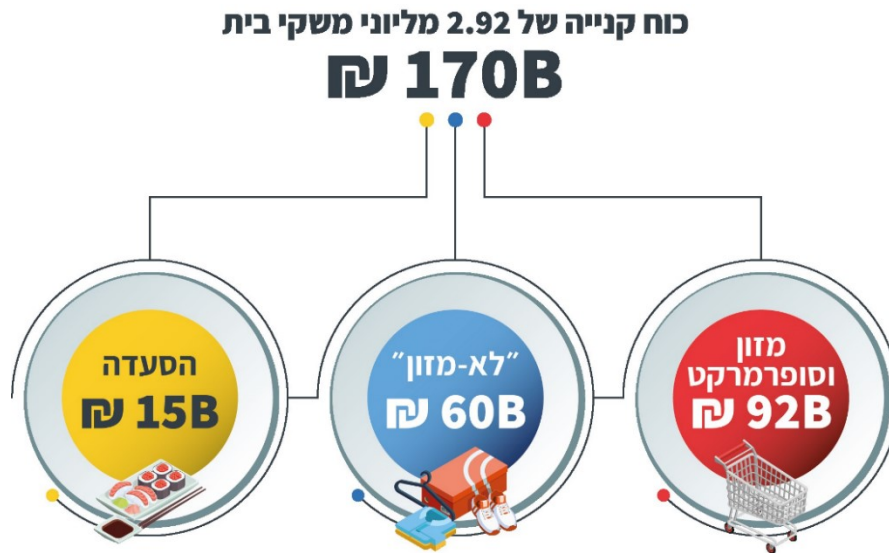 כוח קנייה של 2.92 מליוני משקי בית
170B ₪
מזון
וסופרמרקט
92B ₪
"לא-מזון"
60B ₪
הסעדה
15B ₪